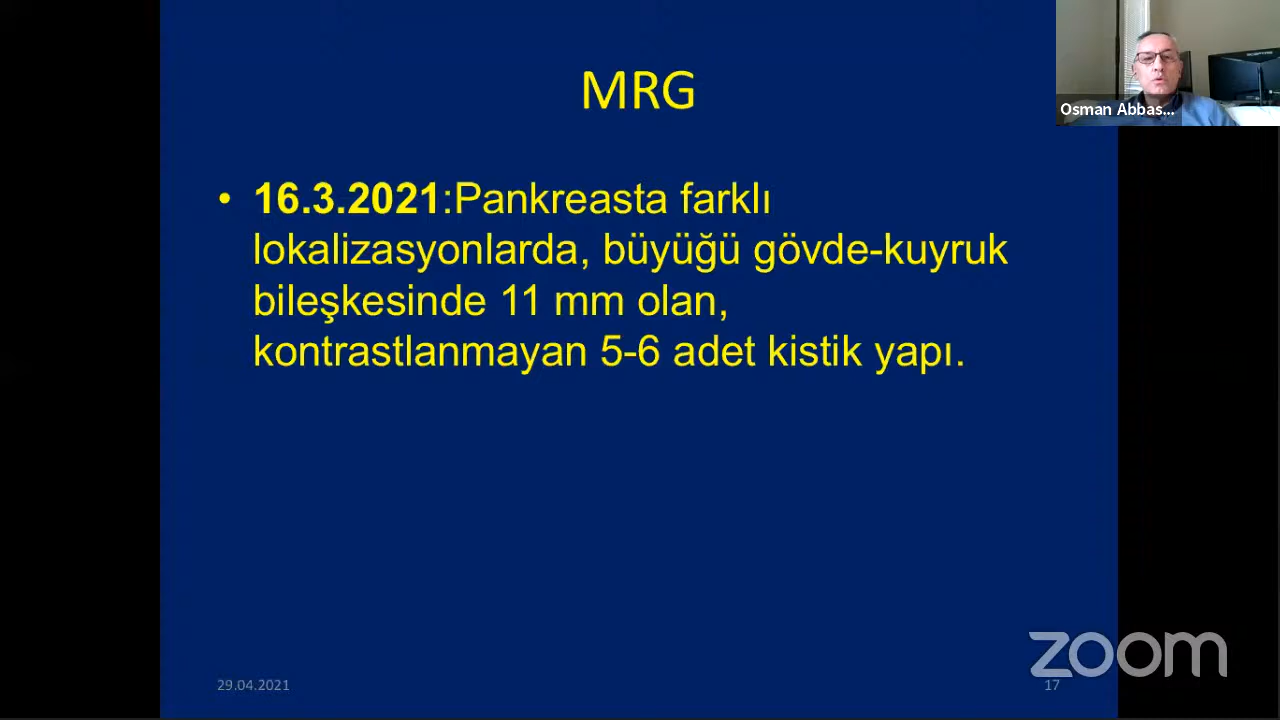 MRG
Osman Abbas...
• 16.3.2021:Pankreasta farklı
lokalizasyonlarda, büyüğü gövde-kuyruk
bileşkesinde 11 mm olan,
kontrastlanmayan 5-6 adet kistik yapı.
zoom
29.04.2021
17